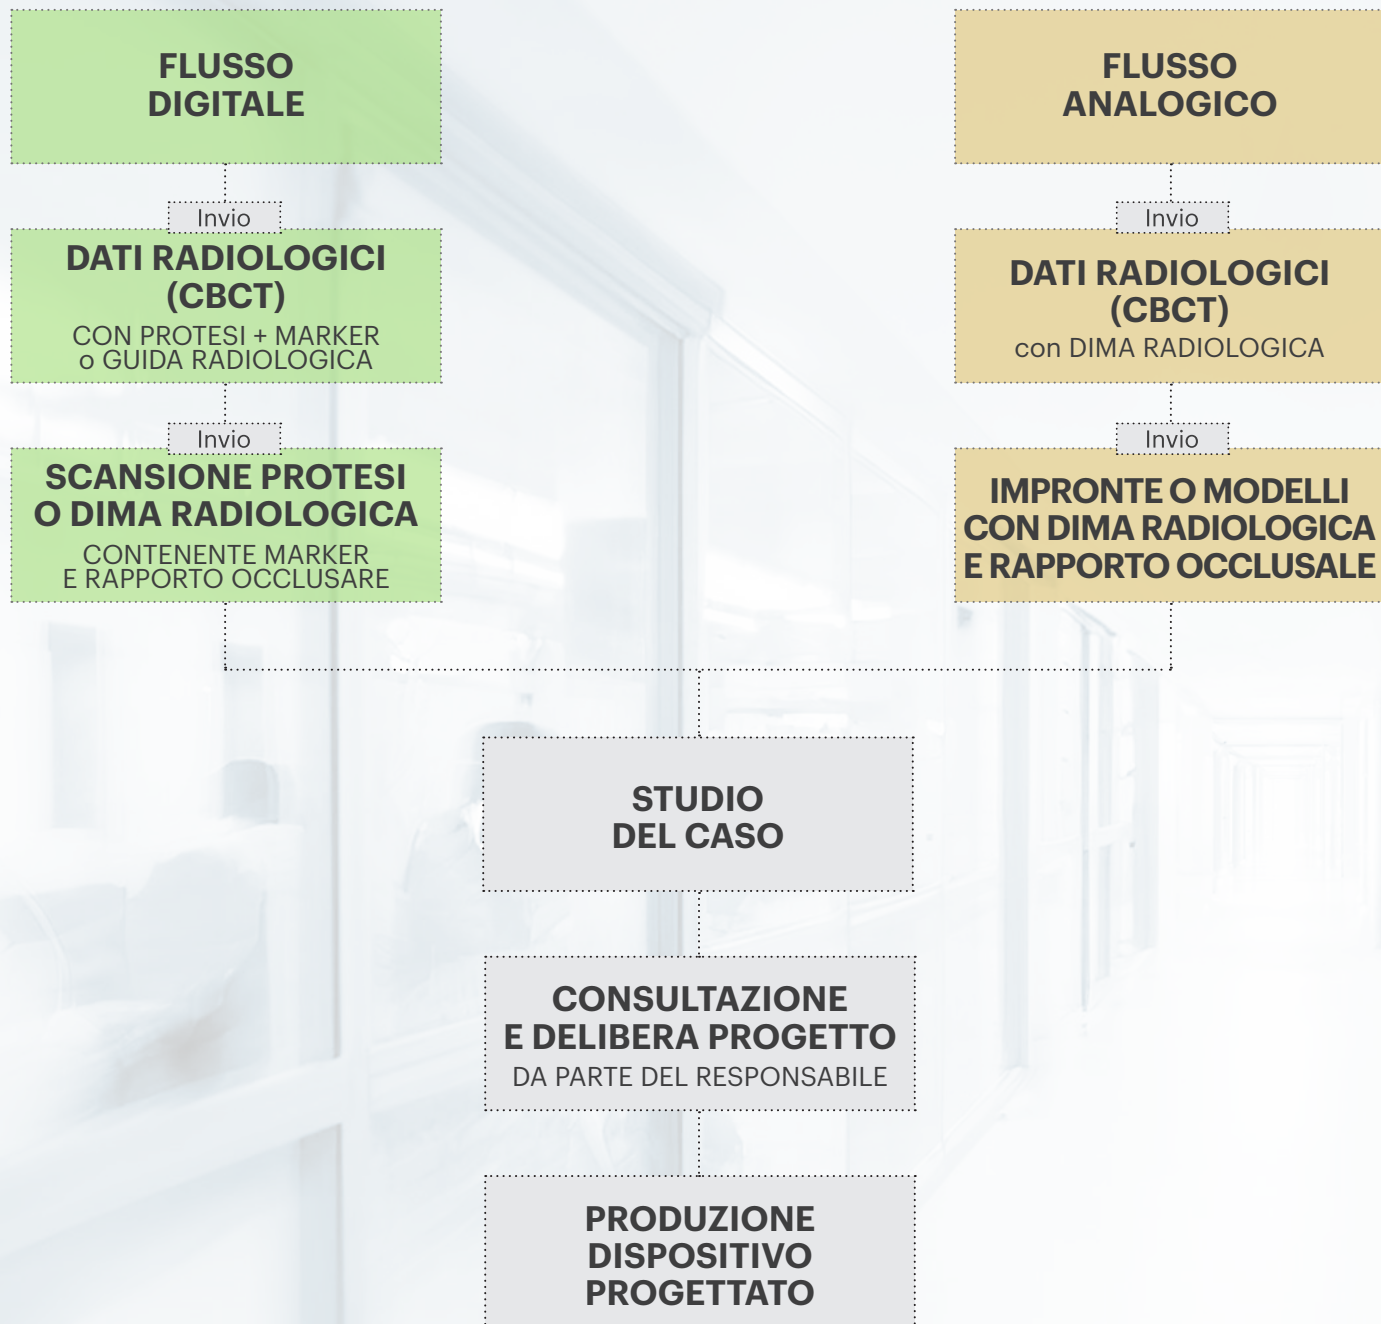 FLUSSO
DIGITALE
Invio
DATI RADIOLOGICI
(CBCT)
CON PROTESI + MARKER
o GUIDA RADIOLOGICA
Invio
SCANSIONE PROTESI
O DIMA RADIOLOGICA
CONTENENTE MARKER
E RAPPORTO OCCLUSARE
FLUSSO
ANALOGICO
Invio
DATI RADIOLOGICI
(CBCT)
con DIMA RADIOLOGICA
Invio
IMPRONTE O MODELLI
CON DIMA RADIOLOGICA
E RAPPORTO OCCLUSALE
STUDIO
DEL CASO
CONSULTAZIONE
E DELIBERA PROGETTO
DA PARTE DEL RESPONSABILE
PRODUZIONE
DISPOSITIVO
PROGETTATO